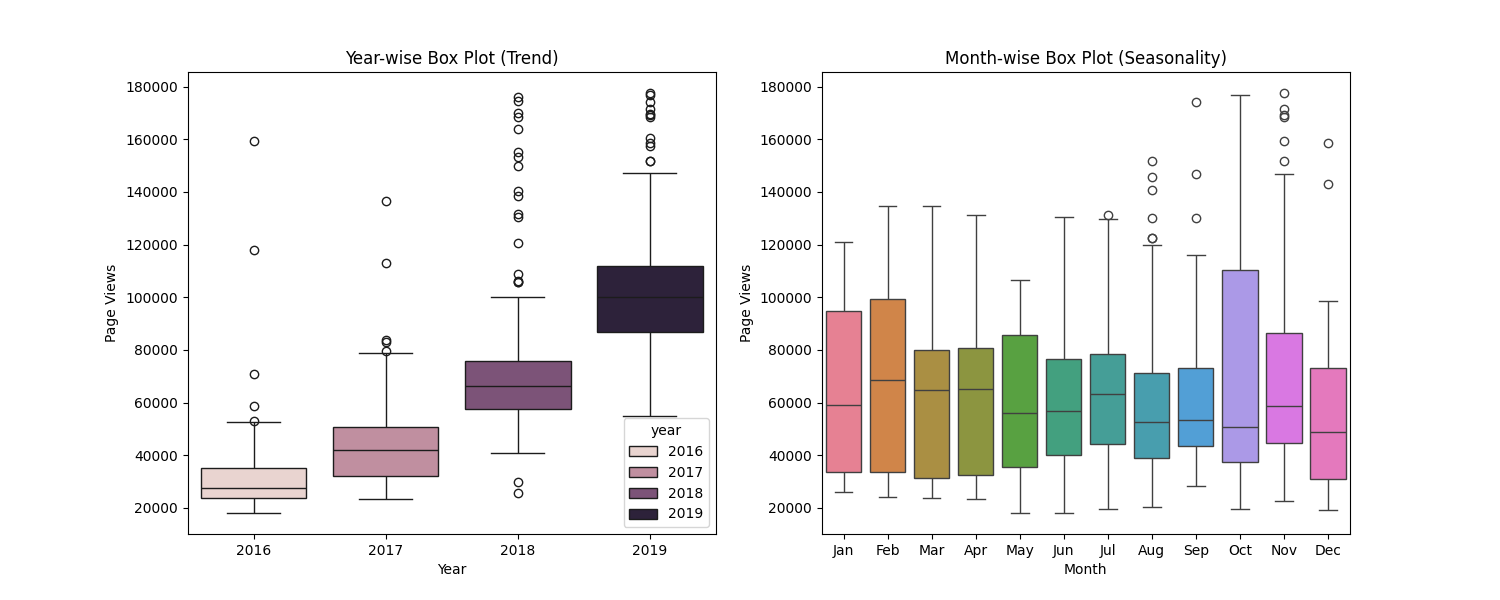 Year-wise Box Plot (Trend)
Page Views
180000
160000
140000
120000
100000
80000
60000
40000
20000
year
2016
2017
2018
2019
2016 2017 2018 2019
Year
Month-wise Box Plot (Seasonality)
Page Views
180000
160000
140000
120000
100000
80000
60000
40000
20000
Jan Feb Mar Apr May Jun Jul Aug Sep Oct Nov Dec
Month